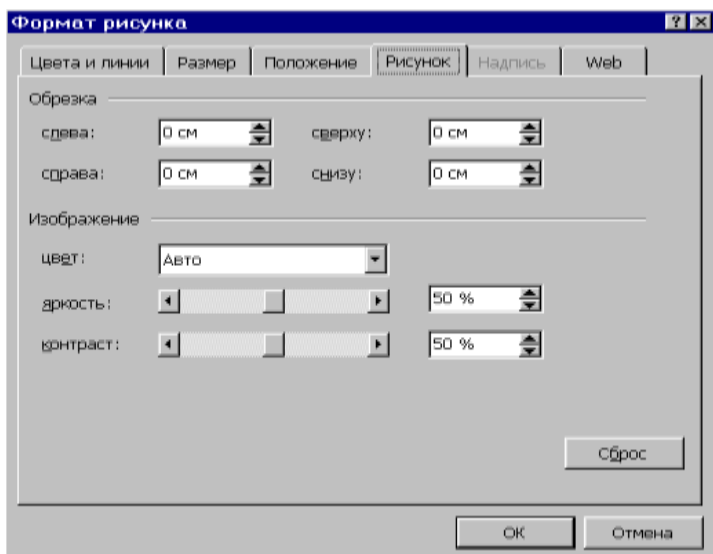 Формат рисунка
Цвета и линии Размер Положение Рисунок Надпись Web
Обрезка
слева: 0 см сверху: 0 см
справа: 0 см снизу: 0 см
Изображение
цвет: Авто
яркость: 50 %
контраст: 50 %
Сброс
ОК Отмена